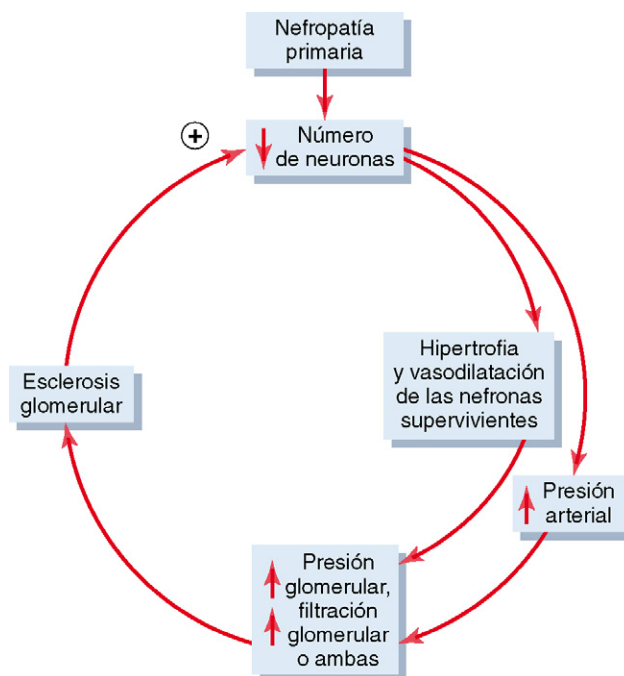 Nefropatía
primaria
+
Número
de neuronas
Hipertrofia
y vasodilatación
de las nefronas
supervivientes
Esclerosis
glomerular
Presión
arterial
Presión
glomerular,
filtración
glomerular
o ambas